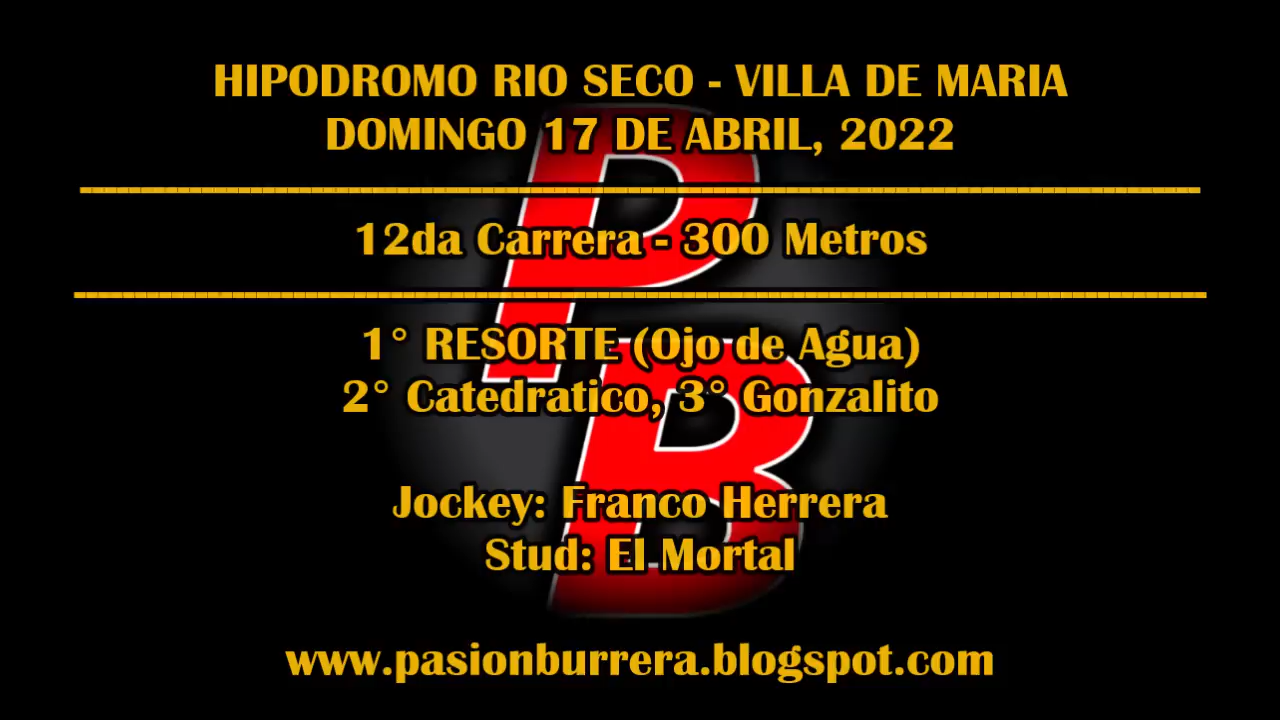 HIPODROMO RIO SECO - VILLA DE MARIA
DOMINGO 17 DE ABRIL, 2022
12da Carrera - 300 Metros
1° RESORTE (Ojo de Agua)
2° Catedratico, 3° Gonzalito
Jockey: Franco Herrera
Stud: El Mortal
www.pasionburrera.blogspot.com
PB